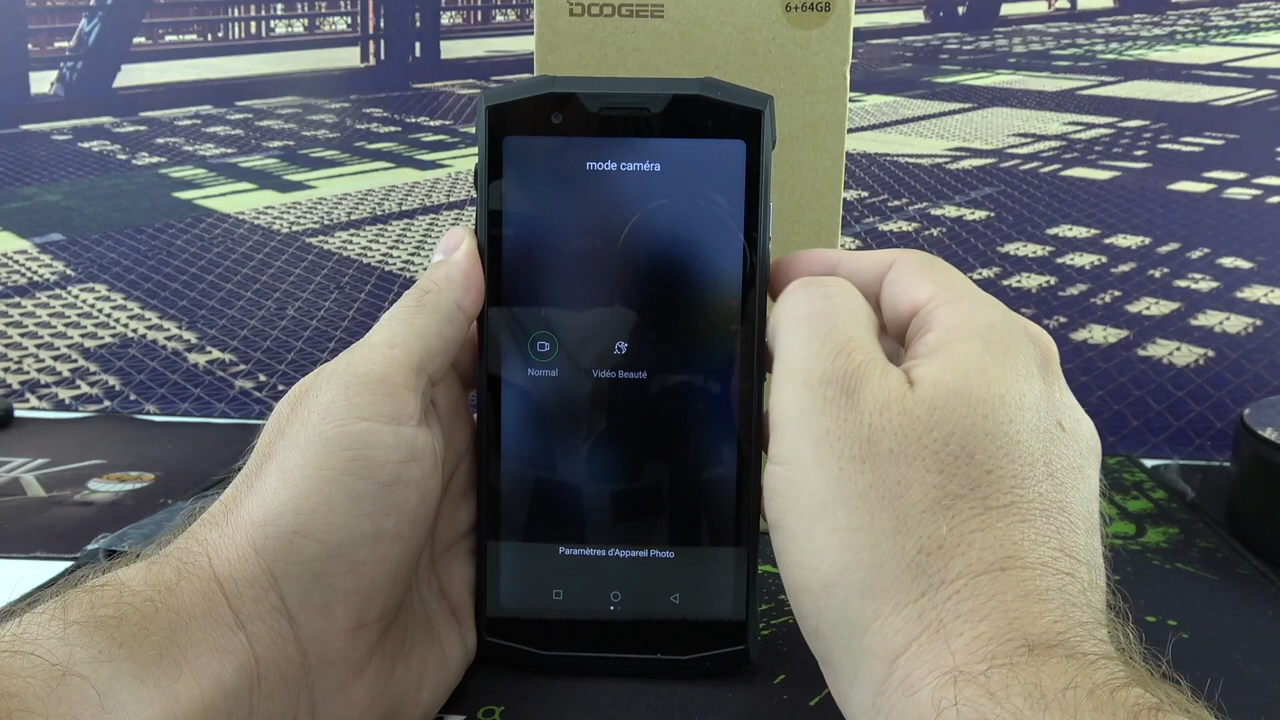 DOOGEE
6+64GB
mode caméra
Normal
Vidéo Beauté
Paramètres d'Appareil Photo